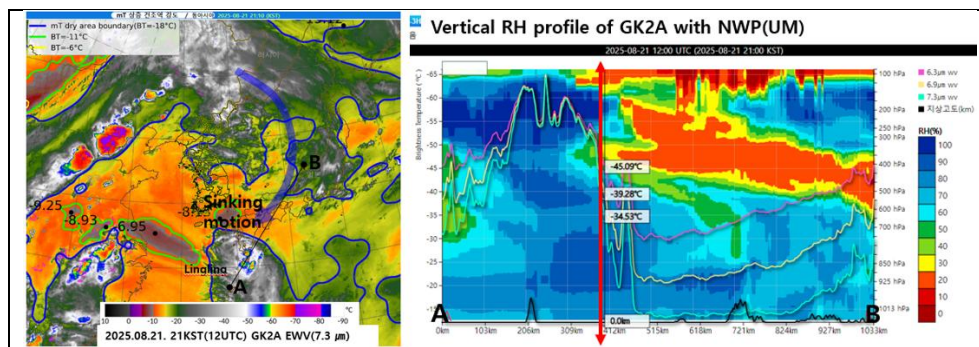 mT 상층 건조역 경도 / 동아시아 2025-08-21 21:10 (KST)
mT dry area boundary(BT=-18°C)
BT=-11°C
BT=-6°C
B
-9.25
-8.93
-6.95
Sinking
motion
Lingling
A
10 0 -10 -20 -30 -40 -50 -60 -70 -80 -90 °C
2025.08.21. 21KST(12UTC) GK2A EWV(7.3 μm)
Vertical RH profile of GK2A with NWP(UM)
2025-08-21 12:00 UTC (2025-08-21 21:00 KST)
Brightness Temperature (°C)
-65
-60
-55
-50
-45
-40
-35
-30
-25
-20
-15
-45.09°C
-39.28°C
-34.53°C
0.0km
A
B
0km 103km 206km 309km 412km 515km 618km 721km 824km 927km 1033km
100 hPa
200 hPa
250 hPa
300 hPa
400 hPa
500 hPa
600 hPa
700 hPa
850 hPa
925 hPa
1013 hPa
6.3μm wv
6.9μm wv
7.3μm wv
지상고도(km)
RH(%)
100
90
80
70
60
50
40
30
20
10
0